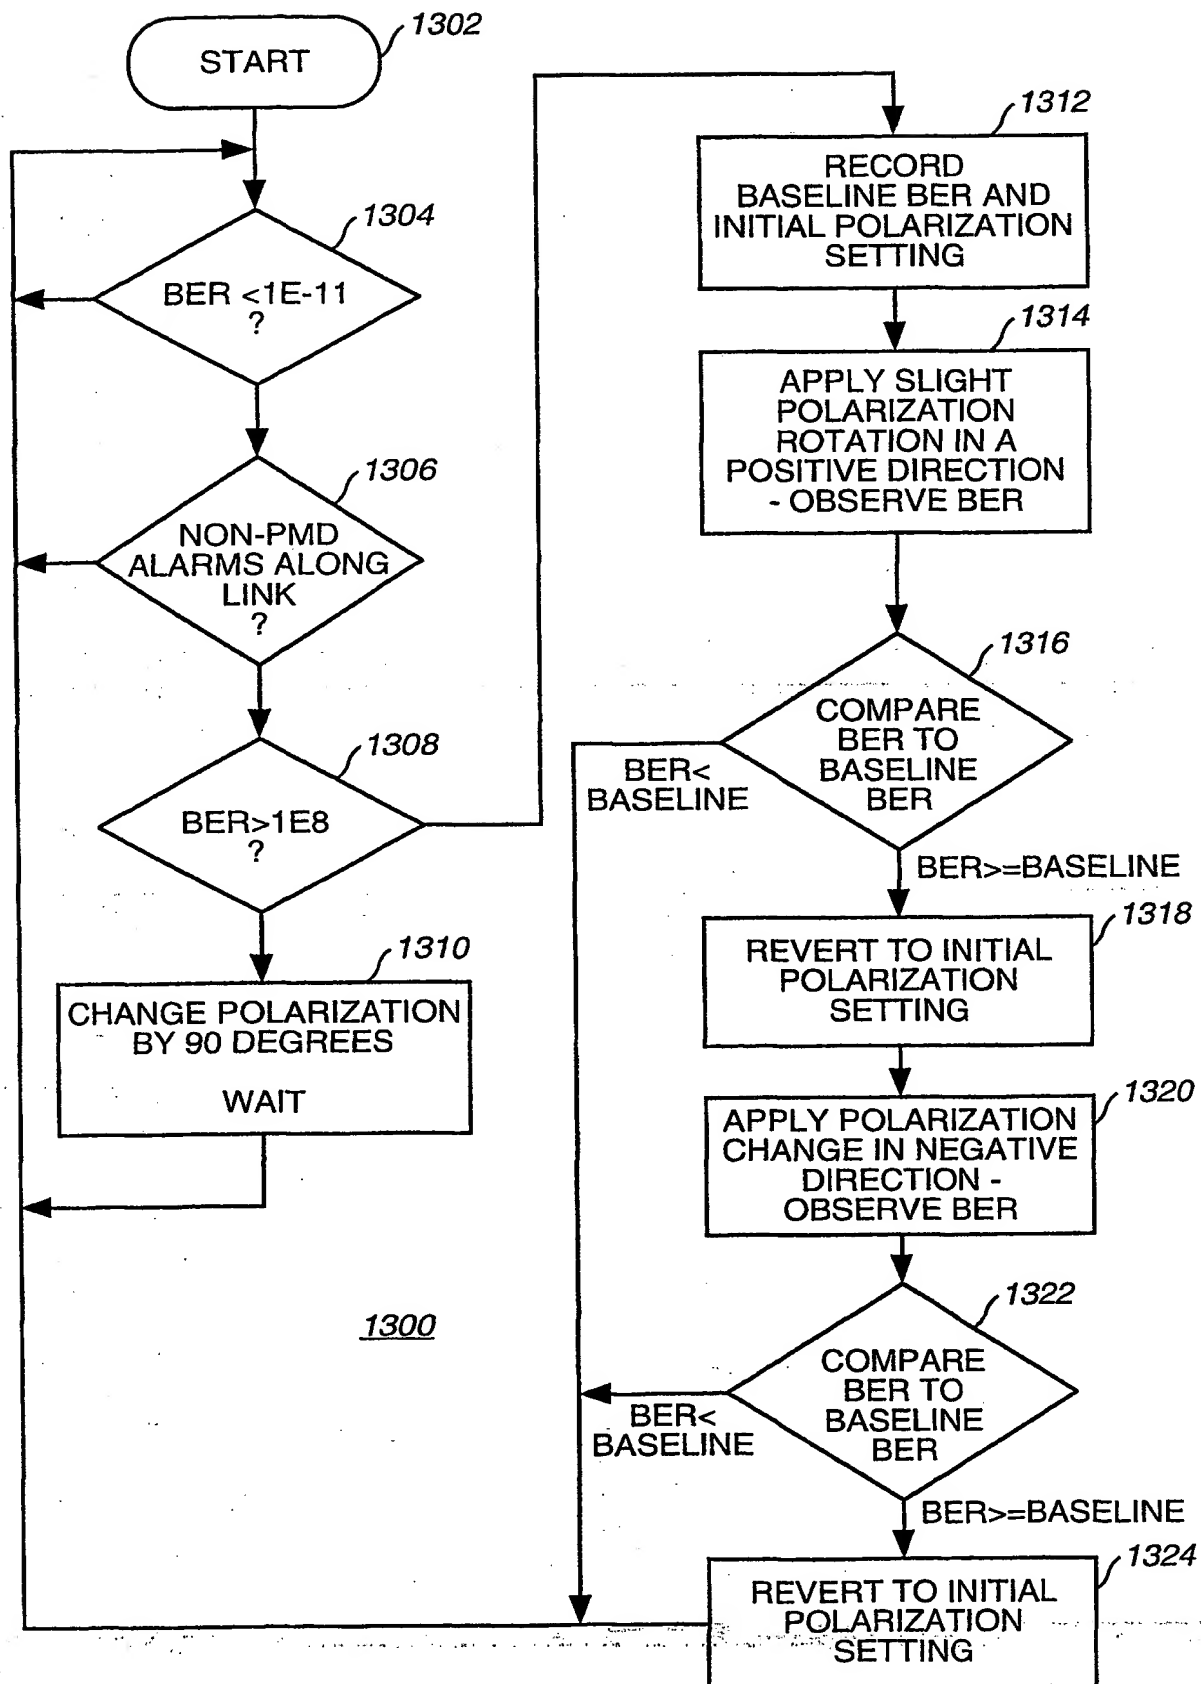 1302
START
1304
BER <1E-11
?
1306
NON-PMD
ALARMS ALONG
LINK
?
1308
BER>1E8
?
1310
CHANGE POLARIZATION
BY 90 DEGREES
WAIT
1300
1312
RECORD
BASELINE BER AND
INITIAL POLARIZATION
SETTING
1314
APPLY SLIGHT
POLARIZATION
ROTATION IN A
POSITIVE DIRECTION
- OBSERVE BER
1316
COMPARE
BER TO
BASELINE
BER
BER<
BASELINE
BER>=BASELINE
1318
REVERT TO INITIAL
POLARIZATION
SETTING
1320
APPLY POLARIZATION
CHANGE IN NEGATIVE
DIRECTION -
OBSERVE BER
1322
COMPARE
BER TO
BASELINE
BER
BER<
BASELINE
BER>=BASELINE
1324
REVERT TO INITIAL
POLARIZATION
SETTING